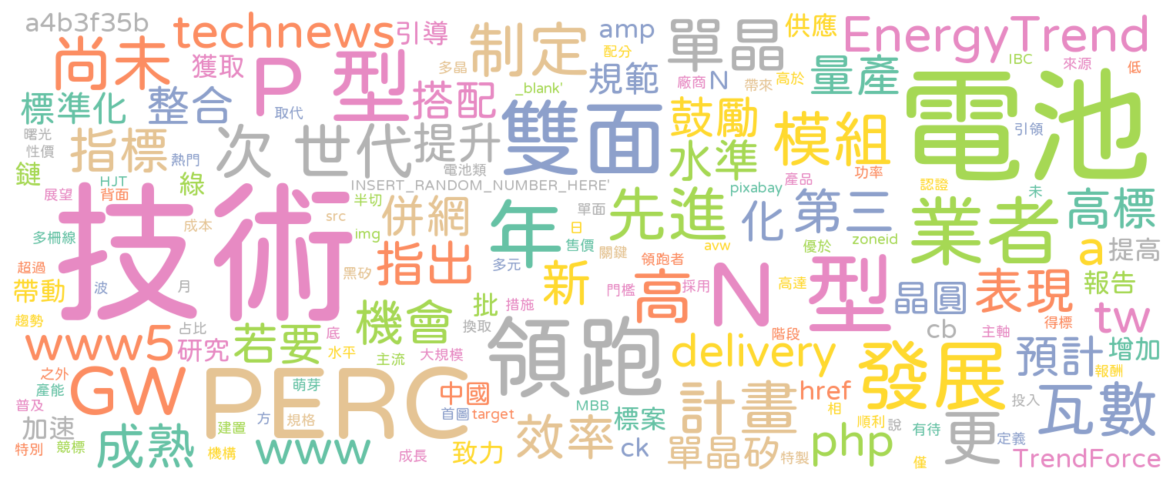 a4b3f35b technews 引導 制定 amp 單晶 供應 EnergyTrend
尚未 獲取 多晶 配分 廠商 N 帶來 高於 IBC 來源 低
P 型 搭配 _blank' 規範 量產 電池
標準化 整合 取代 雙面 鼓勵 模組 引領
曙光 性價 指標 熱門 次 世代 提升 電池類 水準 功率 認證 未
鏈 HJT 綠 INSERT_RANDOM_NUMBER_HERE' pixabay 產品
展望 背面 技術 半切 併網 年 單面 先進 化 第三 業者 高標
多柵線 成本 src img 日 售價 關鍵 avw 優於 zoneid a 提高
超過 黑矽 指出 多元 新 領跑者 高 N 型 晶圓 表現 報告
帶動 波 月 機會 批 措施 門檻 採用 高達 得標 tw
趨勢 占比 底 換取 階段 cb 主軸
www5 研究 若要 水平 主流 大規模 領跑 delivery 發展 預計 增加
之外 產能 GW PERC 萌芽 中國 MBB 計畫 href 報酬
普及 加速 方 規格 首圖 target 標案 相 順利 說 更 投入 瓦數
特別 競標 成熟 建置 機構 www 成長 致力 效率 ck 單晶矽 特製 php 僅 有待 定義 TrendForce